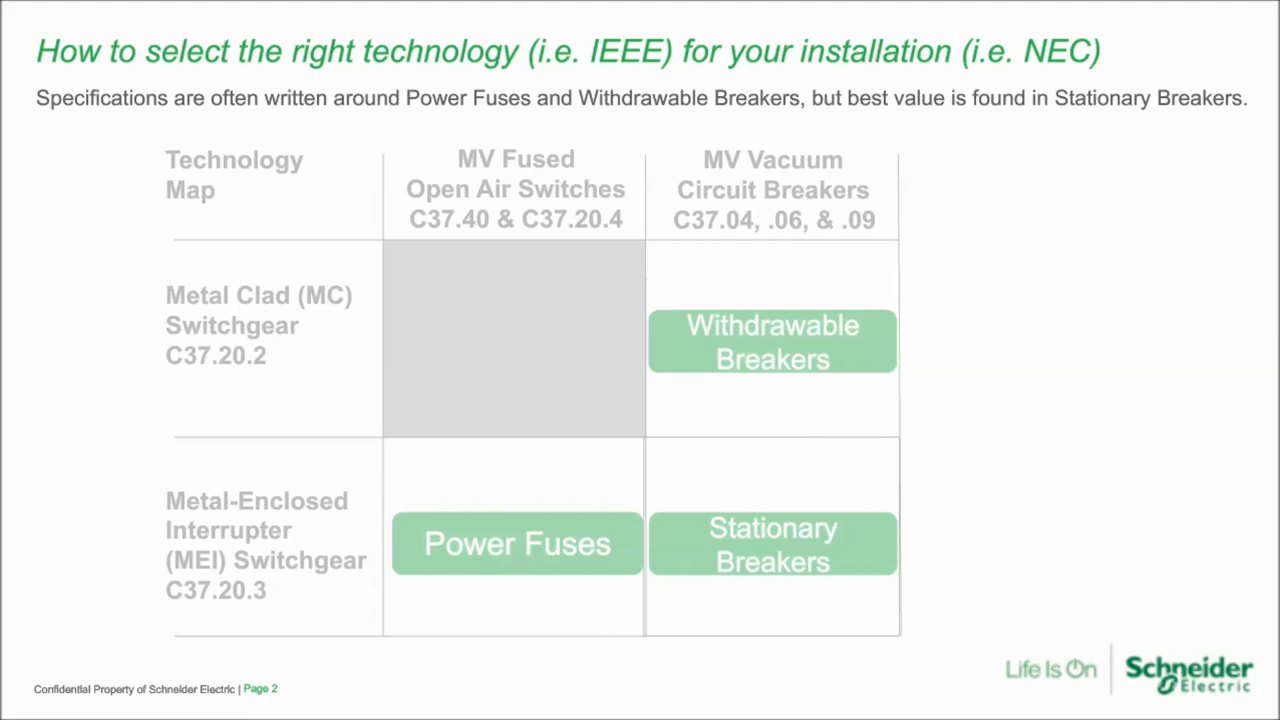 How to select the right technology (i.e. IEEE) for your installation (i.e. NEC)
Specifications are often written around Power Fuses and Withdrawable Breakers, but best value is found in Stationary Breakers.
Technology
Map
MV Fused
Open Air Switches
C37.40 & C37.20.4
MV Vacuum
Circuit Breakers
C37.04, .06, & .09
Metal Clad (MC)
Switchgear
C37.20.2
Withdrawable
Breakers
Metal-Enclosed
Interrupter
(MEI) Switchgear
C37.20.3
Power Fuses
Stationary
Breakers
Confidential Property of Schneider Electric | Page 2
Life Is On
Schneider
Electric